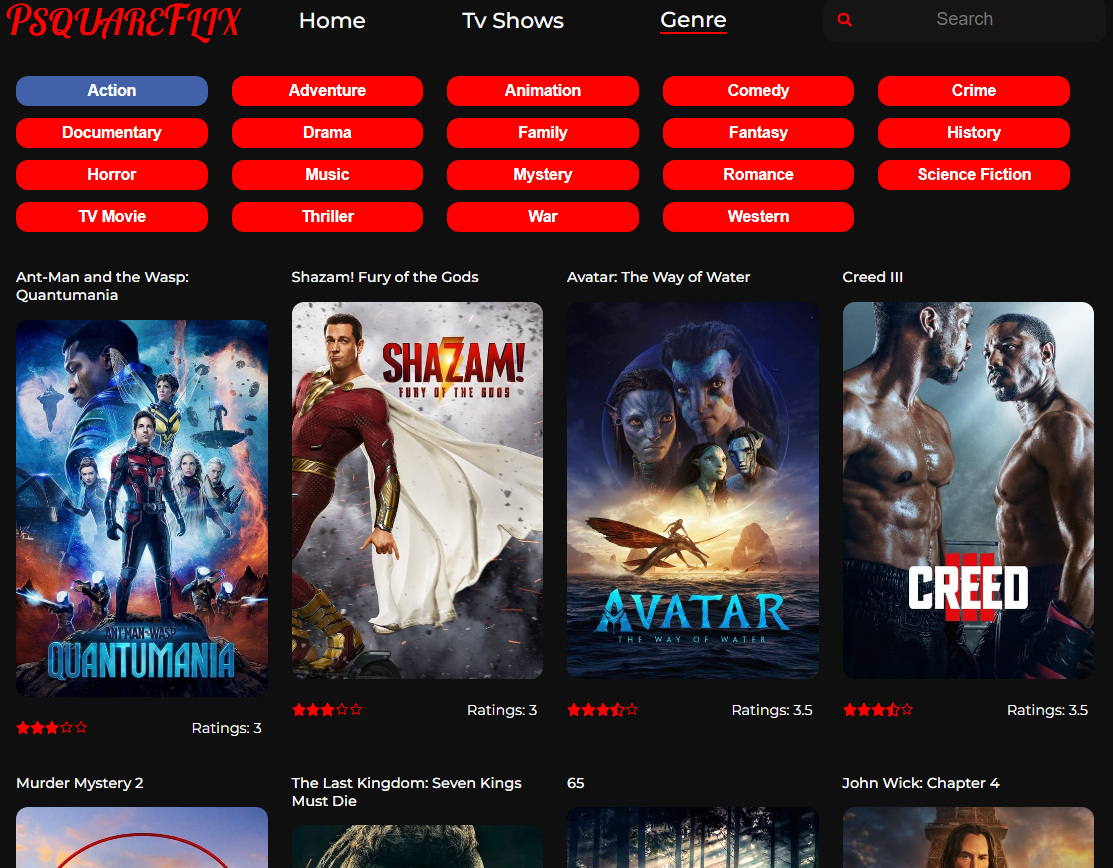 PSQUAREFLIX
Home
Tv Shows
Genre
Search
Action
Adventure
Animation
Comedy
Crime
Documentary
Drama
Family
Fantasy
History
Horror
Music
Mystery
Romance
Science Fiction
TV Movie
Thriller
War
Western
Ant-Man and the Wasp:
Quantumania
Shazam! Fury of the Gods
Avatar: The Way of Water
Creed III
SHAZAM!
FURY OF THE GODS
ANT-MAN AND THE WASP
QUANTUMANIA
AVATAR
THE WAY OF WATER
CREED
III
Ratings: 3
Ratings: 3
Ratings: 3.5
Ratings: 3.5
Murder Mystery 2
The Last Kingdom: Seven Kings
Must Die
65
John Wick: Chapter 4